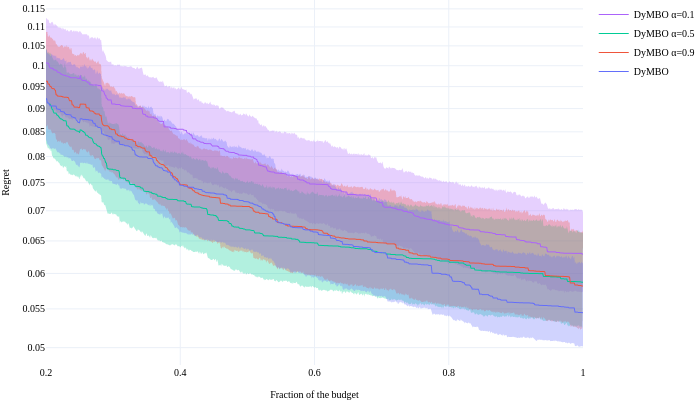 0.115
0.11
0.105
0.1
0.095
0.09
0.085
0.08
0.075
0.07
0.065
0.06
0.055
0.05
Regret
0.2 0.4 0.6 0.8 1
Fraction of the budget
DyMBO α=0.1
DyMBO α=0.5
DyMBO α=0.9
DyMBO